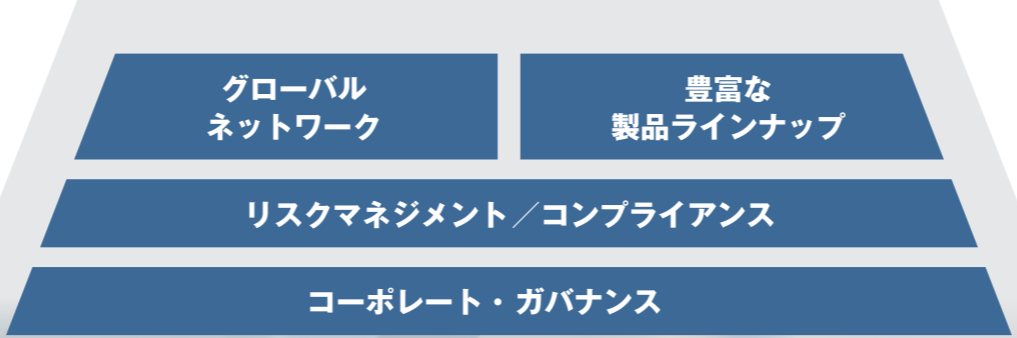 グローバル
ネットワーク
豊富な
製品ラインナップ
リスクマネジメント／コンプライアンス
コーポレート・ガバナンス